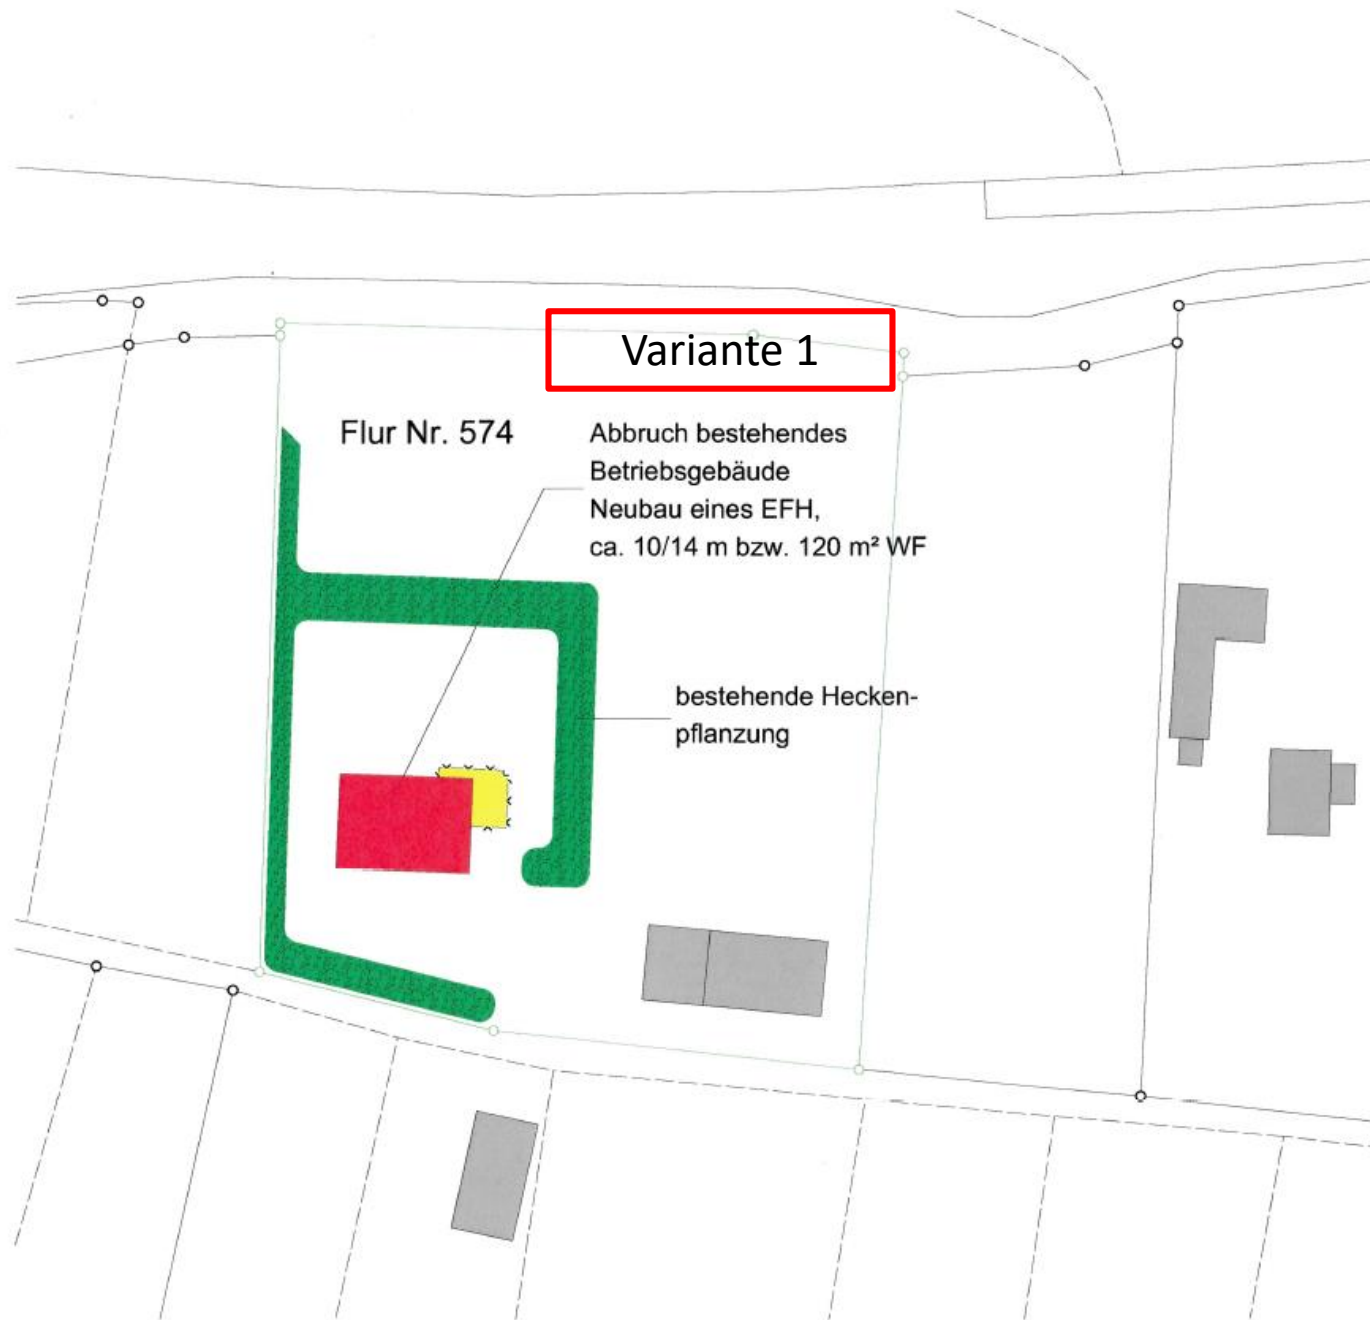 Variante 1
Flur Nr. 574
Abbruch bestehendes
Betriebsgebäude
Neubau eines EFH,
ca. 10/14 m bzw. 120 m² WF
bestehende Hecken-
pflanzung